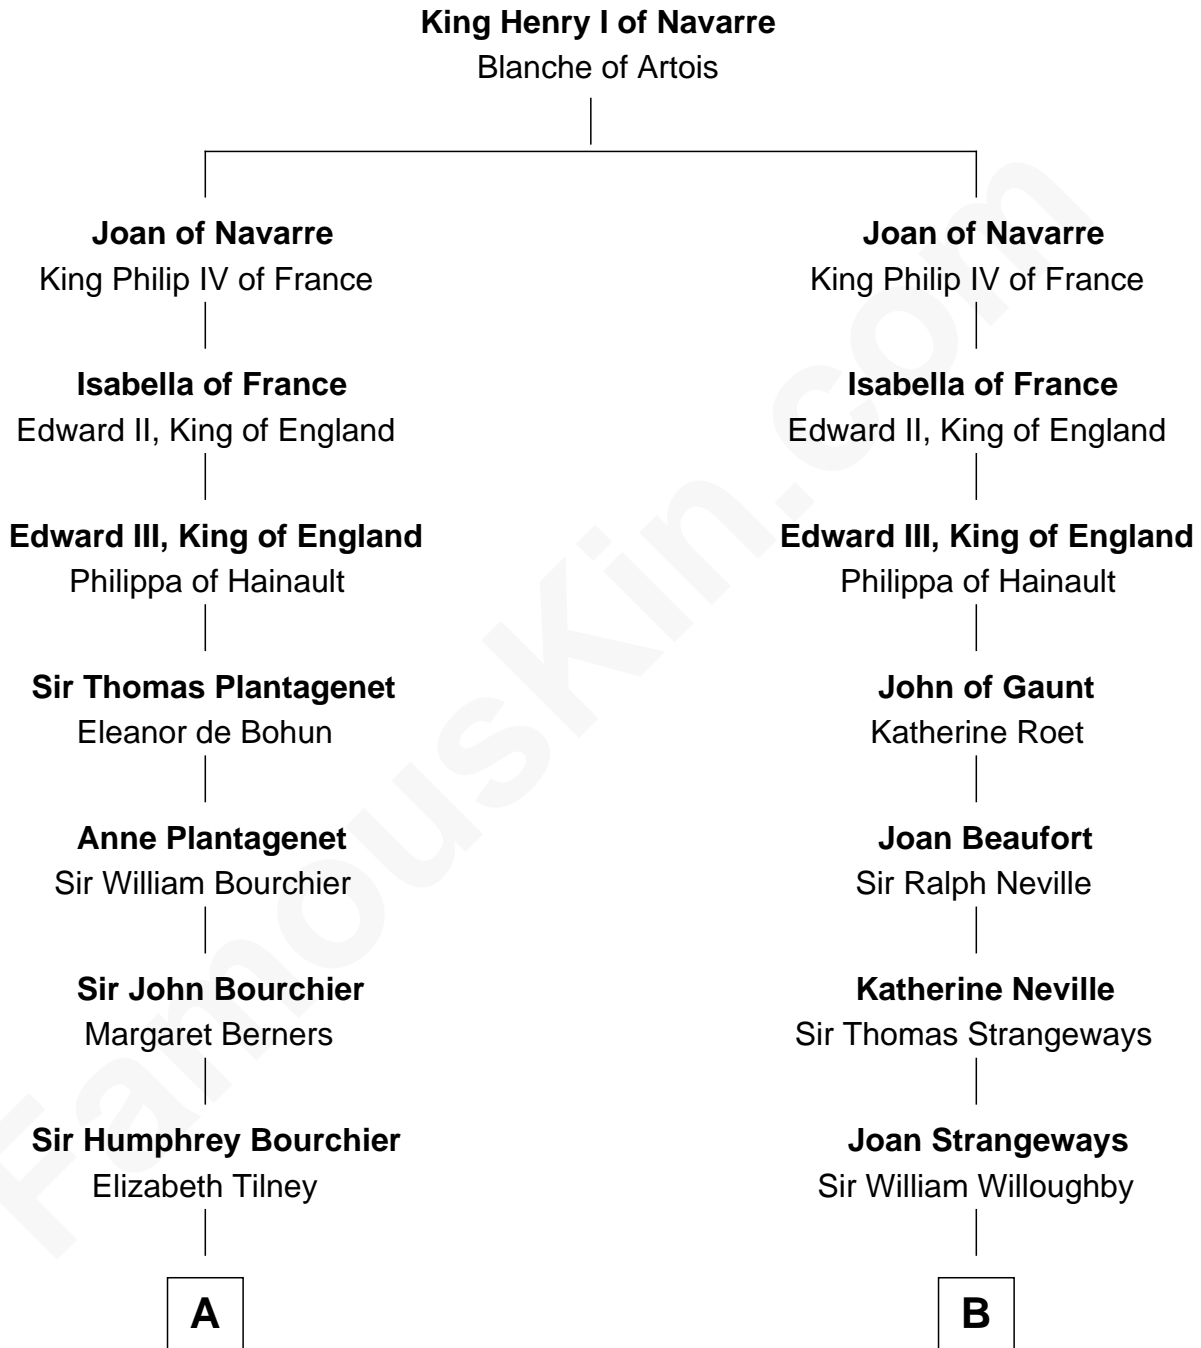 King Henry I of Navarre
Blanche of Artois
Joan of Navarre
King Philip IV of France
Joan of Navarre
King Philip IV of France
Isabella of France
Edward II, King of England
Isabella of France
Edward II, King of England
Edward III, King of England
Philippa of Hainault
Edward III, King of England
Philippa of Hainault
Sir Thomas Plantagenet
Eleanor de Bohun
John of Gaunt
Katherine Roet
Anne Plantagenet
Sir William Bourchier
Joan Beaufort
Sir Ralph Neville
Sir John Bourchier
Margaret Berners
Katherine Neville
Sir Thomas Strangeways
Sir Humphrey Bourchier
Elizabeth Tilney
Joan Strangeways
Sir William Willoughby
A
B
FamousKin.com